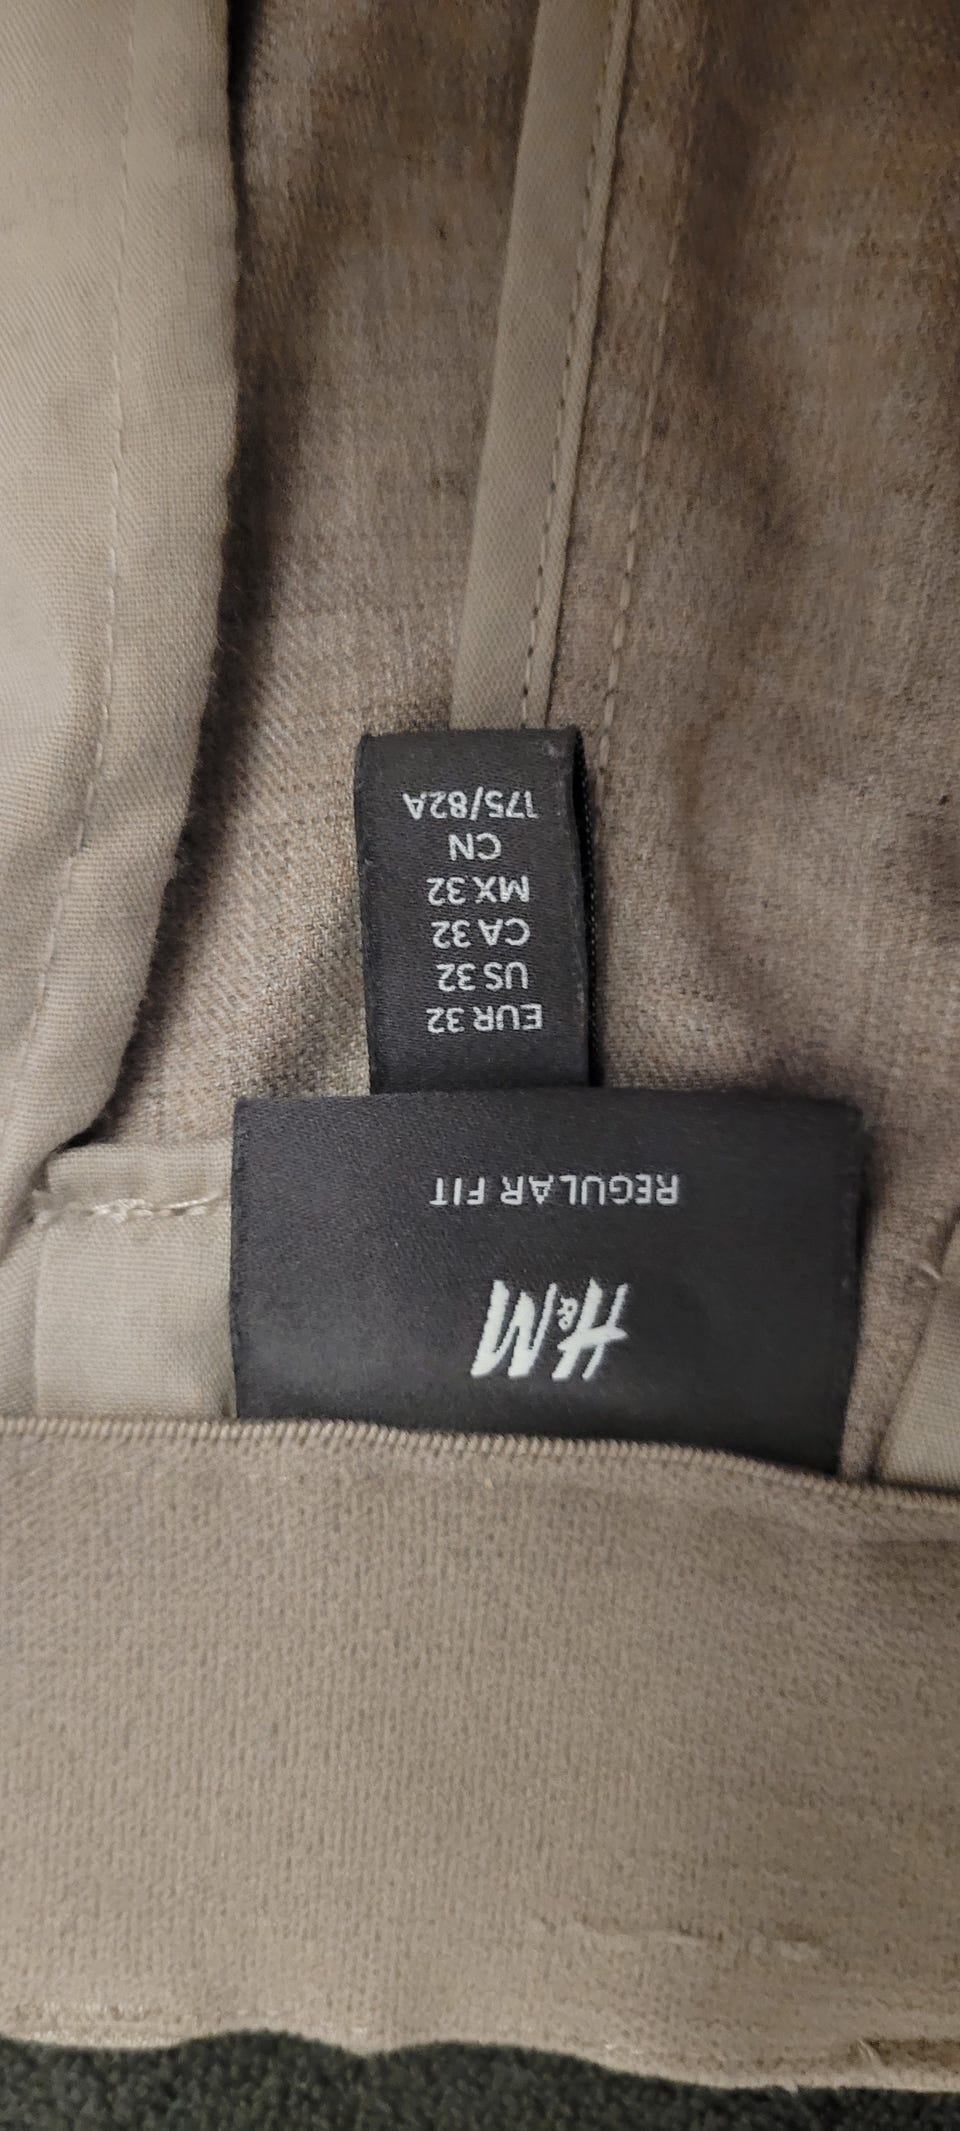 H&M
REGULAR FIT
EUR 32
US 32
CA 32
MX 32
CN
175/82A